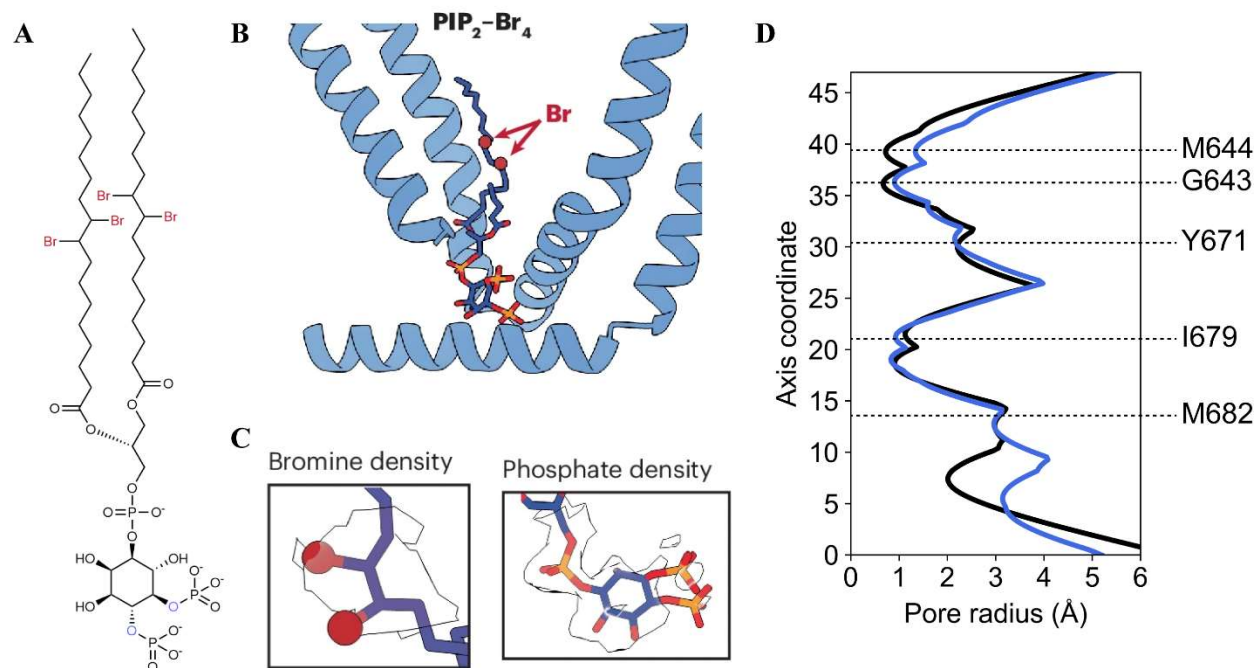 A
Br
Br
Br
Br
O
O
O
O
O
O=P-O⁻
O
HO
OH
HO
OH
O
O⁻
P-O⁻
O
O
O⁻
O=P-O⁻
O⁻
B
PIP₂–Br₄
Br
C
Bromine density
Phosphate density
D
Axis coordinate
45
40
35
30
25
20
15
10
5
0
M644
G643
Y671
I679
M682
0 1 2 3 4 5 6
Pore radius (Å)